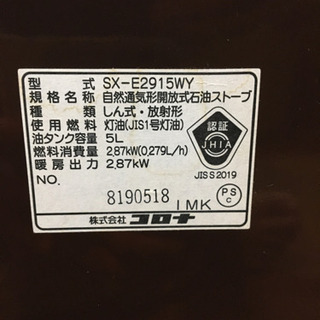 型式 SX-E2915WY
規格名称 自然通気形開放式石油ストーブ
種類 しん式・放射形
使用燃料 灯油(JIS1号灯油)
油タンク容量 5L
燃料消費量 2.87kW(0.279L/h)
暖房出力 2.87kW
NO. 8190518
IMK
株式会社コロナ
認証
JHIA
JIS S 2019
PS
C